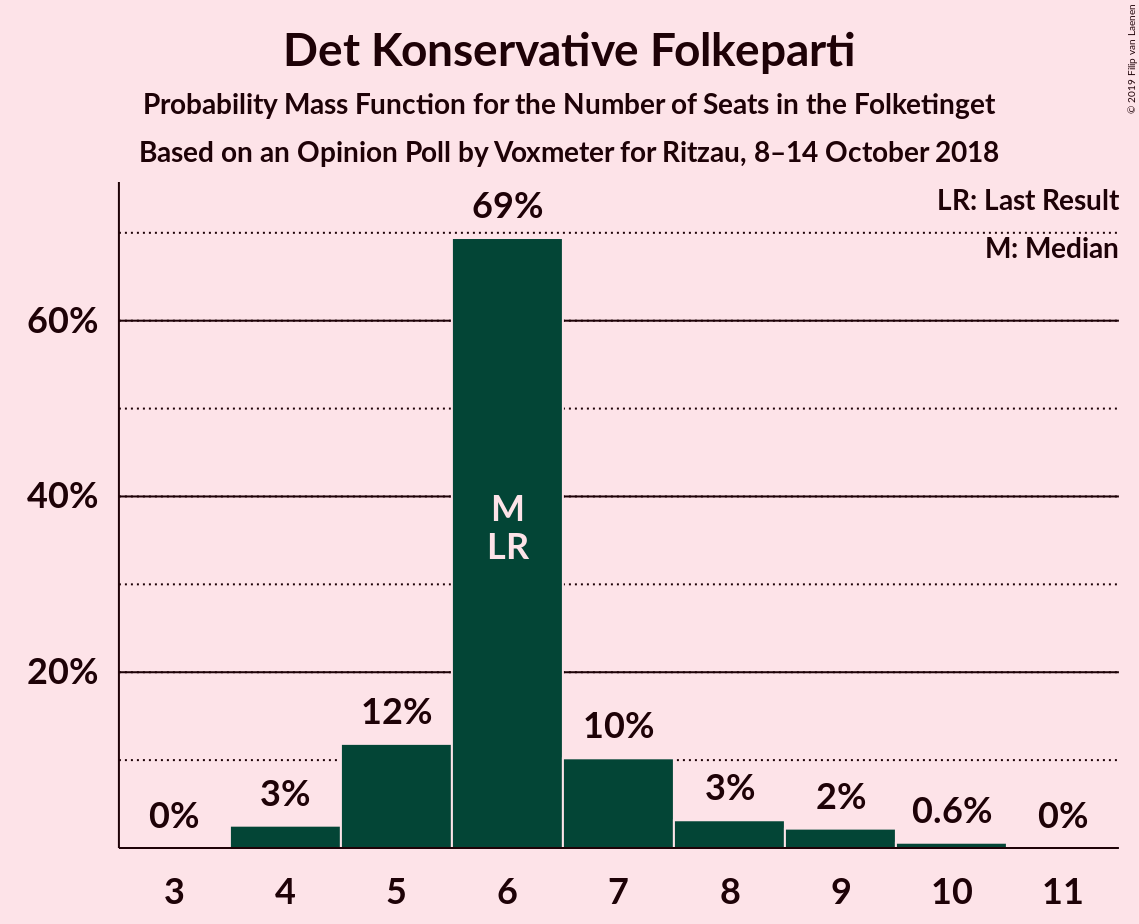 Det Konservative Folkeparti
Probability Mass Function for the Number of Seats in the Folketinget
Based on an Opinion Poll by Voxmeter for Ritzau, 8–14 October 2018
© 2019 Filip van Laenen
LR: Last Result
M: Median
60%
40%
20%
0%
3%
12%
69%
10%
3%
2%
0.6%
0%
M
LR
3 4 5 6 7 8 9 10 11